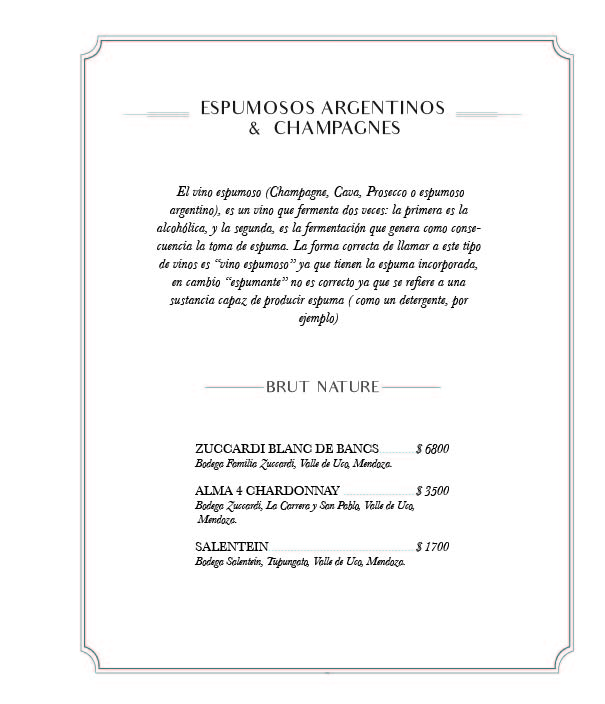 ESPUMOSOS ARGENTINOS
& CHAMPAGNES
El vino espumoso (Champagne, Cava, Prosecco o espumoso
argentino), es un vino que fermenta dos veces: la primera es la
alcohólica, y la segunda, es la fermentación que genera como conse-
cuencia la toma de espuma. La forma correcta de llamar a este tipo
de vinos es “vino espumoso” ya que tienen la espuma incorporada,
en cambio “espumante” no es correcto ya que se refiere a una
sustancia capaz de producir espuma ( como un detergente, por
ejemplo)
BRUT NATURE
ZUCCARDI BLANC DE BANCS $ 6800
Bodega Familia Zuccardi, Valle de Uco, Mendoza.
ALMA 4 CHARDONNAY $ 3500
Bodega Zuccardi, La Carrera y San Pablo, Valle de Uco,
Mendoza.
SALENTEIN $ 1700
Bodega Salentein, Tupungato, Valle de Uco, Mendoza.